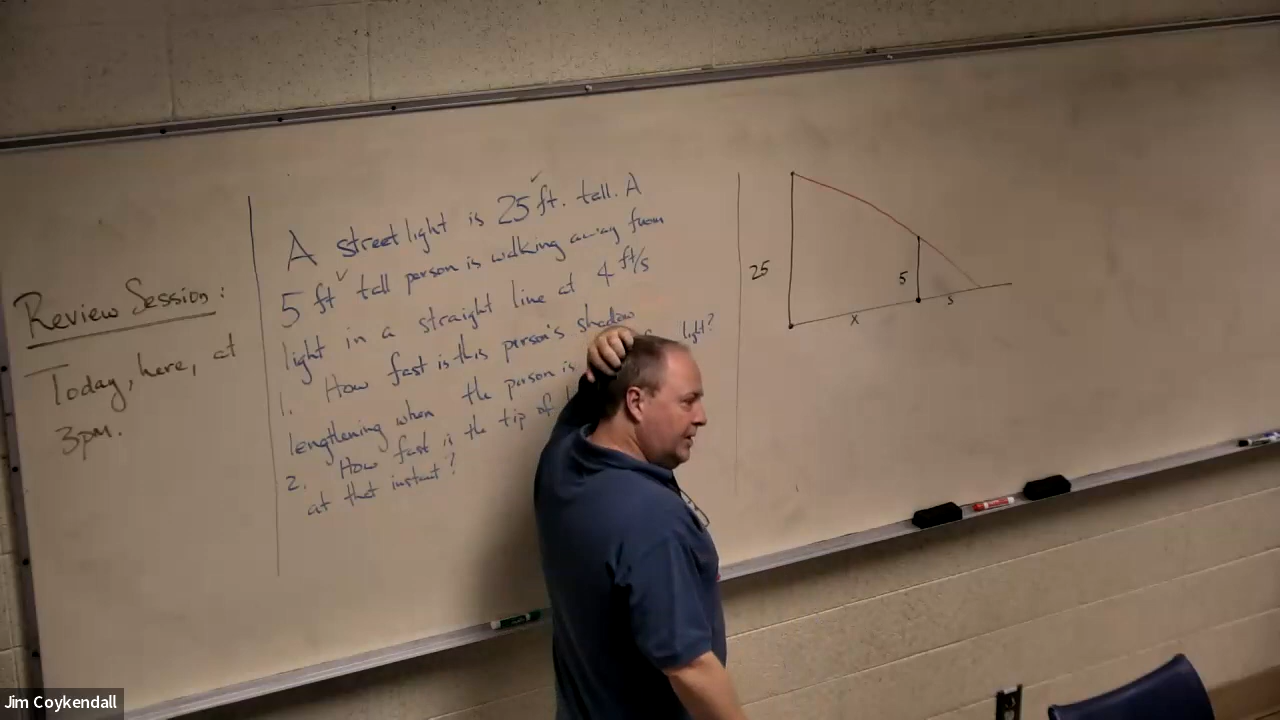 Review Session:
Today, here, at
3pm.
A streetlight is 25 ft. tall. A
5 ft tall person is walking away from
light in a straight line at 4 ft/s
1. How fast is this person's shadow
lengthening when the person is light?
2. How fast is the tip of
at that instant?
25
5
x
s
Jim Coykendall